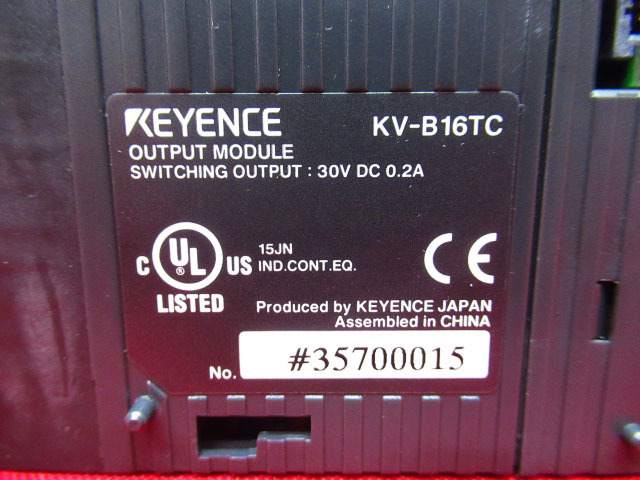 KEYENCE KV-B16TC
OUTPUT MODULE
SWITCHING OUTPUT : 30V DC 0.2A
C UL ® US
LISTED
15JN
IND.CONT.EQ.
CE
Produced by KEYENCE JAPAN
Assembled in CHINA
No. #35700015